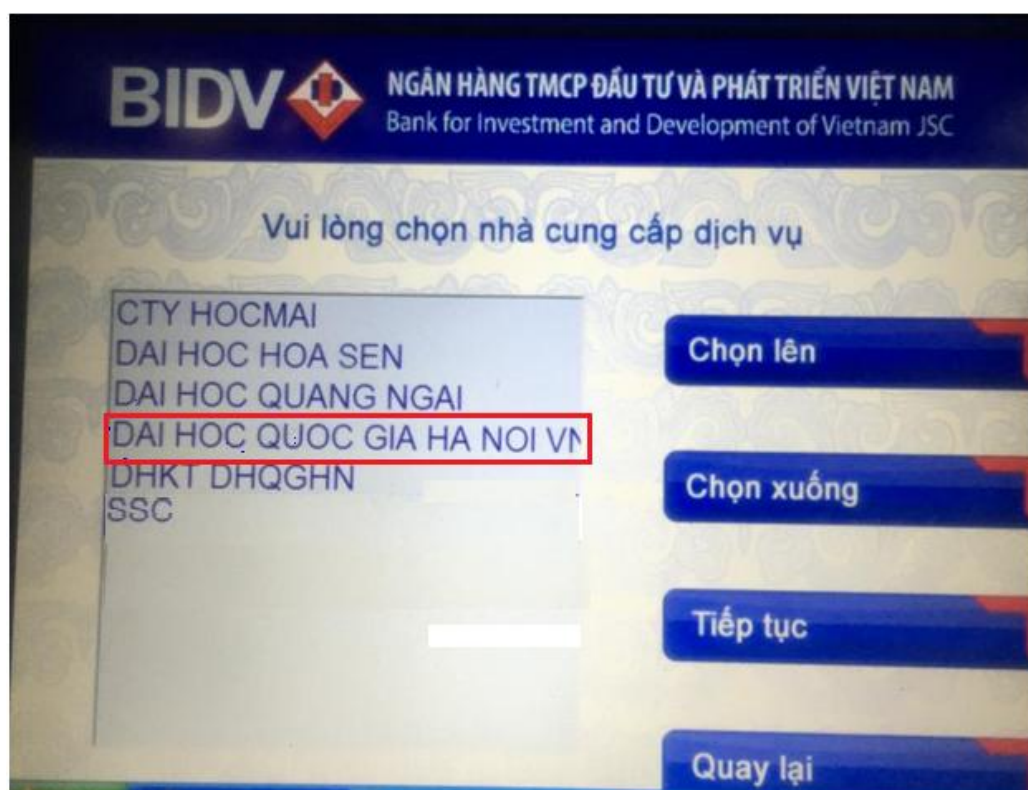 BIDV
NGÂN HÀNG TMCP ĐẦU TƯ VÀ PHÁT TRIỂN VIỆT NAM
Bank for Investment and Development of Vietnam JSC
Vui lòng chọn nhà cung cấp dịch vụ
CTY HOCMAI
DAI HOC HOA SEN
DAI HOC QUANG NGAI
DAI HOC QUOC GIA HA NOI VN
DHKT DHQGHN
SSC
Chọn lên
Chọn xuống
Tiếp tục
Quay lại